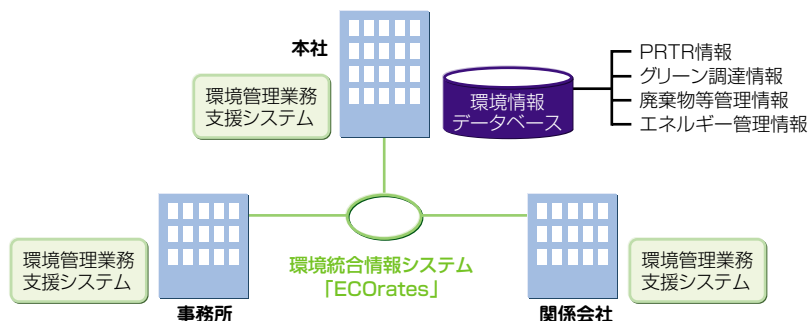 本社
環境管理業務
支援システム
環境情報
データベース
PRTR情報
グリーン調達情報
廃棄物等管理情報
エネルギー管理情報
環境管理業務
支援システム
事務所
環境統合情報システム
「ECOrates」
環境管理業務
支援システム
関係会社